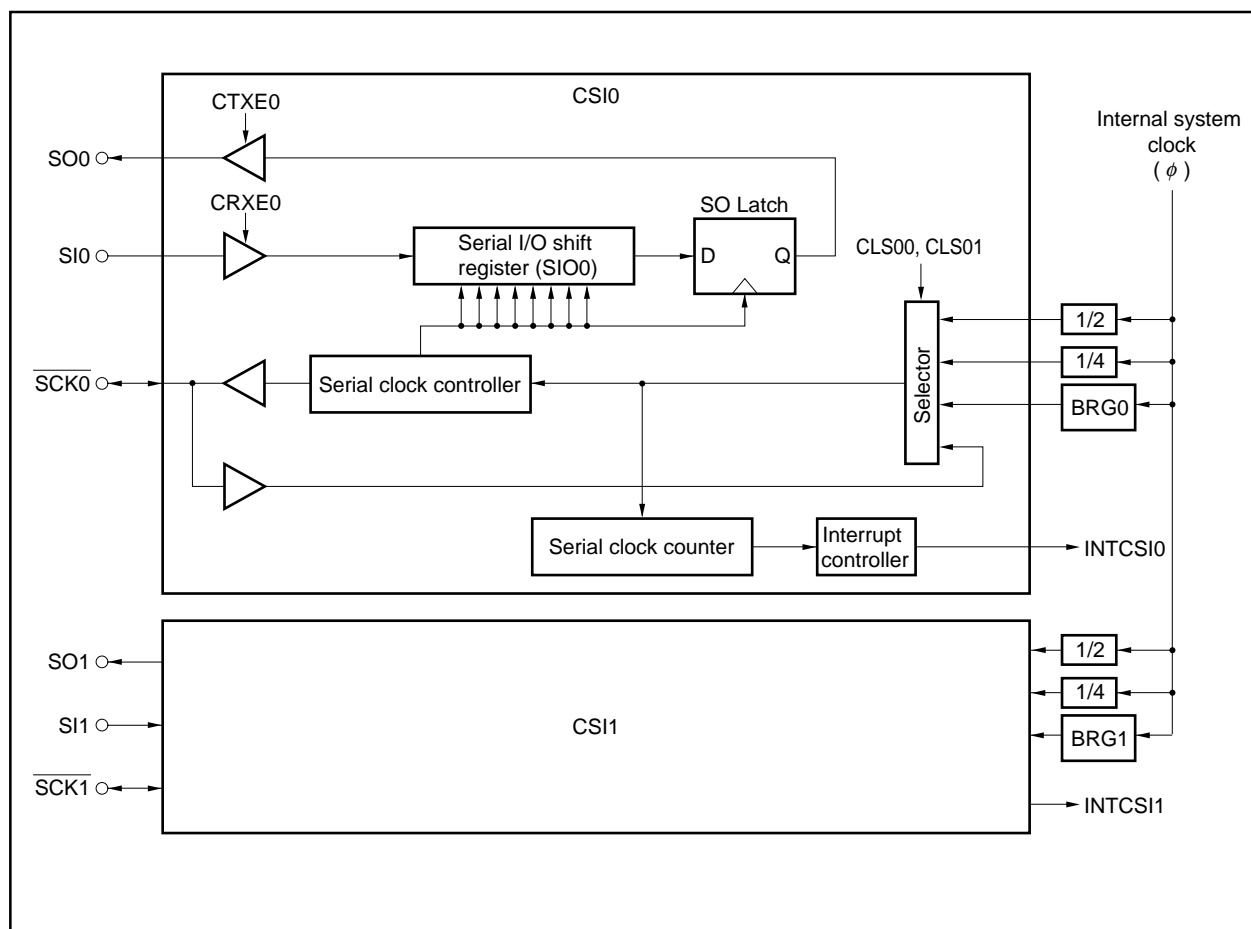 CSI0
CTXE0
Internal system
clock
( ϕ )
SO0
CRXE0
SO Latch
SI0
Serial I/O shift
register (SIO0)
D
Q
CLS00, CLS01
1/2
SCK0
Serial clock controller
Selector
1/4
BRG0
Serial clock counter
Interrupt
controller
INTCSI0
SO1
1/2
SI1
CSI1
1/4
BRG1
SCK1
INTCSI1